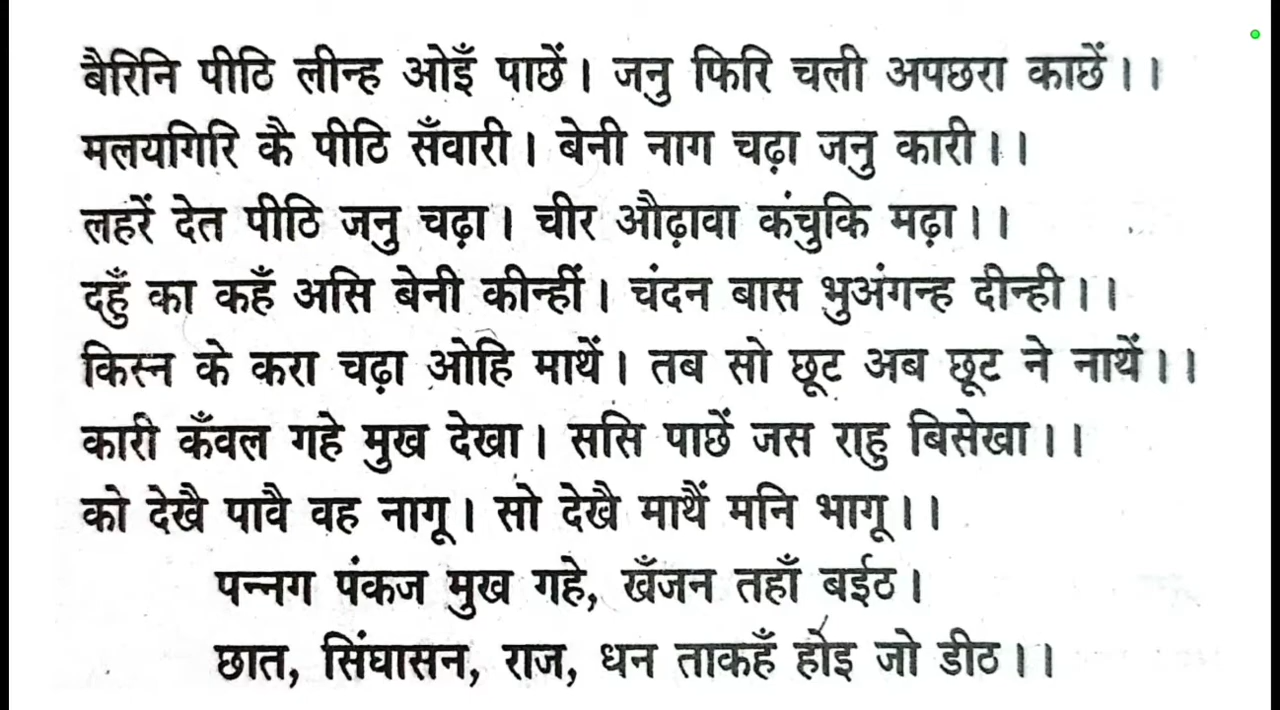 बैरिनि पीठि लीन्ह ओइँ पाछें। जनु फिरि चली अपछरा काछें।।
मलयगिरि कै पीठि सँवारी। बेनी नाग चढ़ा जनु कारी।।
लहरें देत पीठि जनु चढ़ा। चीर औढ़ावा कंचुकि मढ़ा।।
दहुँ का कहँ असि बेनी कीन्हीं। चंदन बास भुअंगन्ह दीन्ही।।
किस्न के करा चढ़ा ओहि माथें। तब सो छूट अब छूट ने नाथें।।
कारी कँवल गहे मुख देखा। ससि पाछें जस राहु बिसेखा।।
को देखै पावै वह नागू। सो देखै माथैं मनि भागू।।
पन्नग पंकज मुख गहे, खँजन तहाँ बईठ।
छात, सिंघासन, राज, धन ताकहँ होइ जो डीठ।।